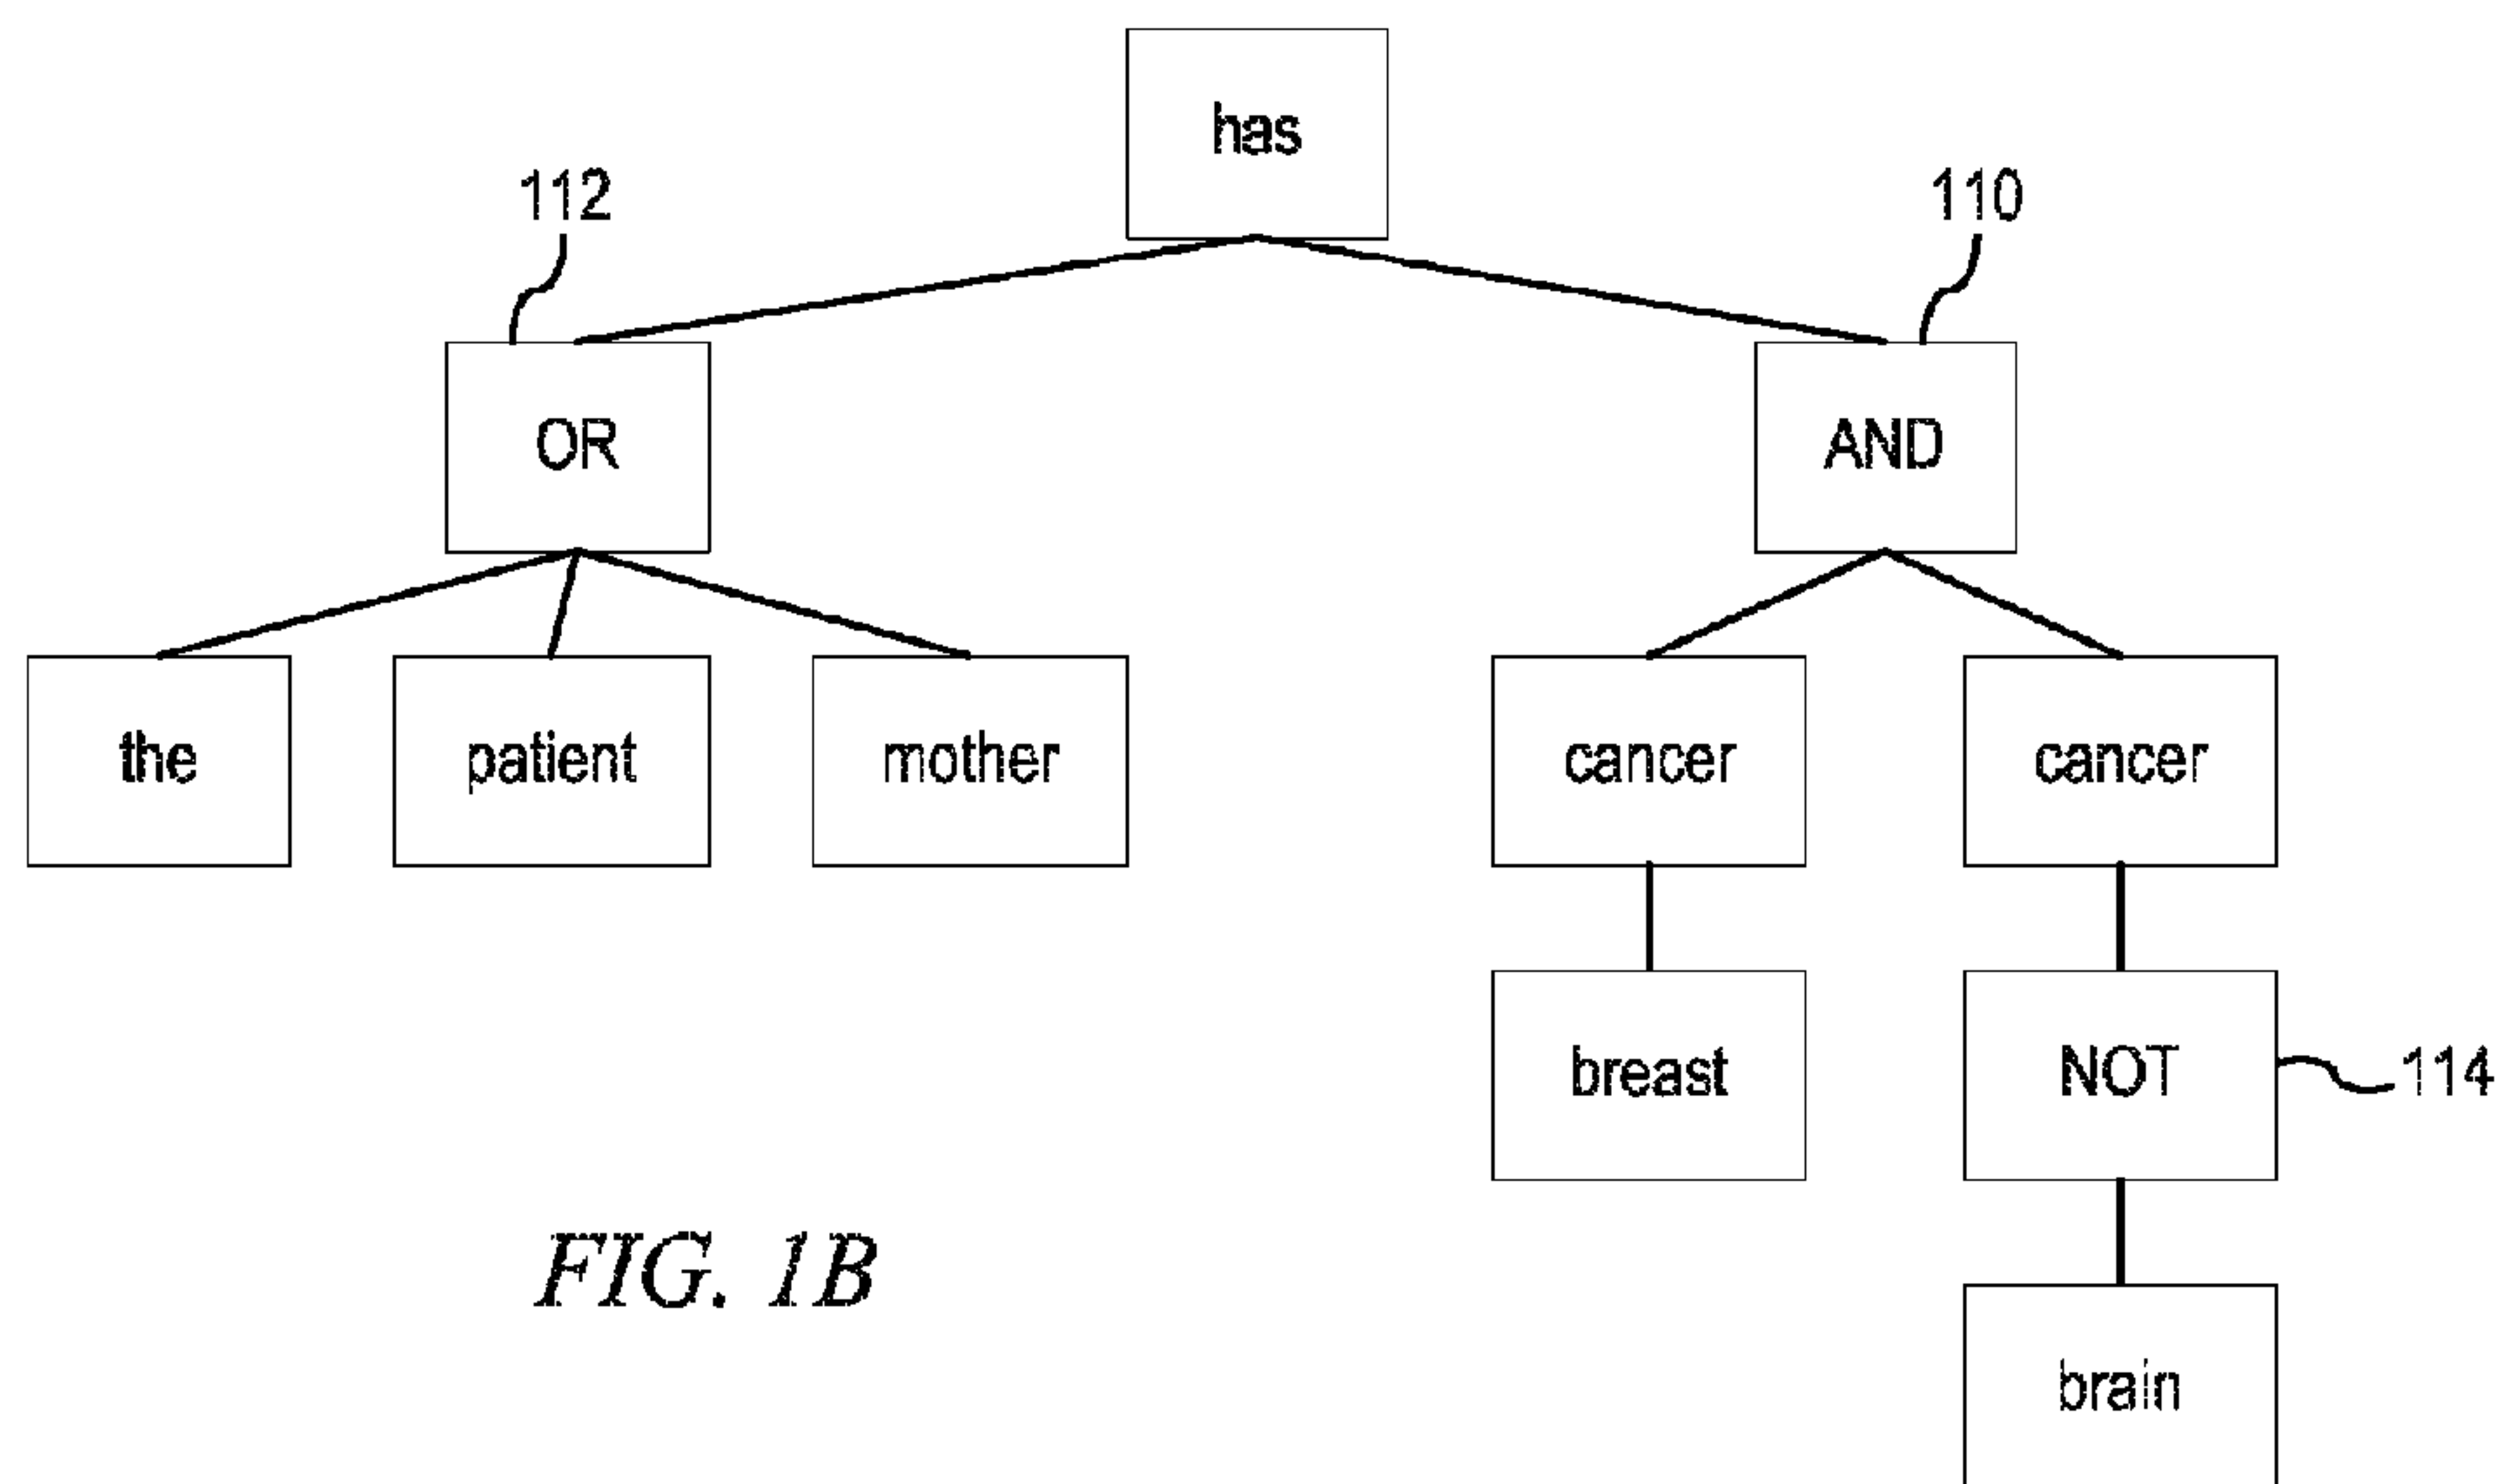 has
112
110
OR
AND
the
patient
mother
cancer
cancer
breast
NOT
114
FIG. 1B
brain